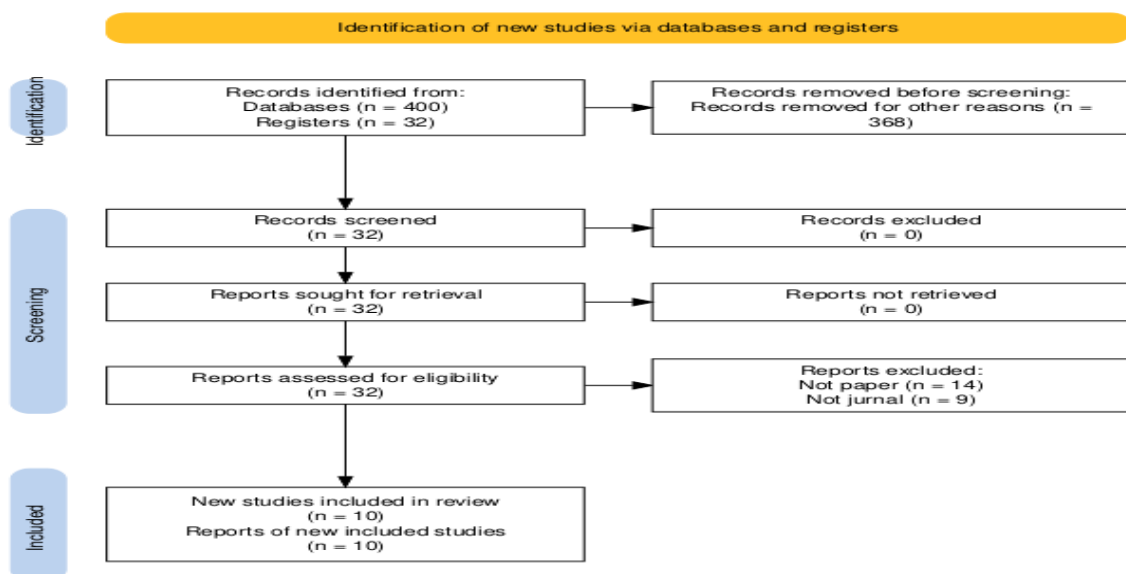 Identification of new studies via databases and registers
Identification
Records identified from:
Databases (n = 400)
Registers (n = 32)
Records removed before screening:
Records removed for other reasons (n =
368)
Screening
Records screened
(n = 32)
Records excluded
(n = 0)
Reports sought for retrieval
(n = 32)
Reports not retrieved
(n = 0)
Reports assessed for eligibility
(n = 32)
Reports excluded:
Not paper (n = 14)
Not jurnal (n = 9)
Included
New studies included in review
(n = 10)
Reports of new included studies
(n = 10)